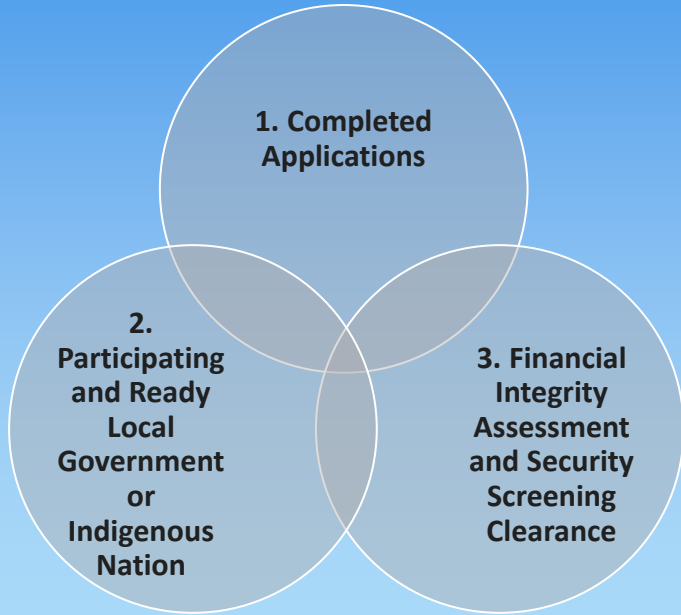 1. Completed
Applications
2.
Participating
and Ready
Local
Government
or
Indigenous
Nation
3. Financial
Integrity
Assessment
and Security
Screening
Clearance